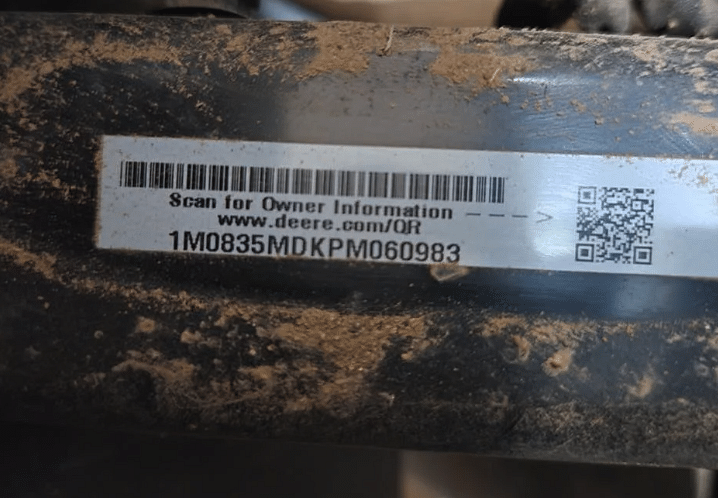 Scan for Owner Information - - - >
www.deere.com/QR
1M0835MDKPM060983